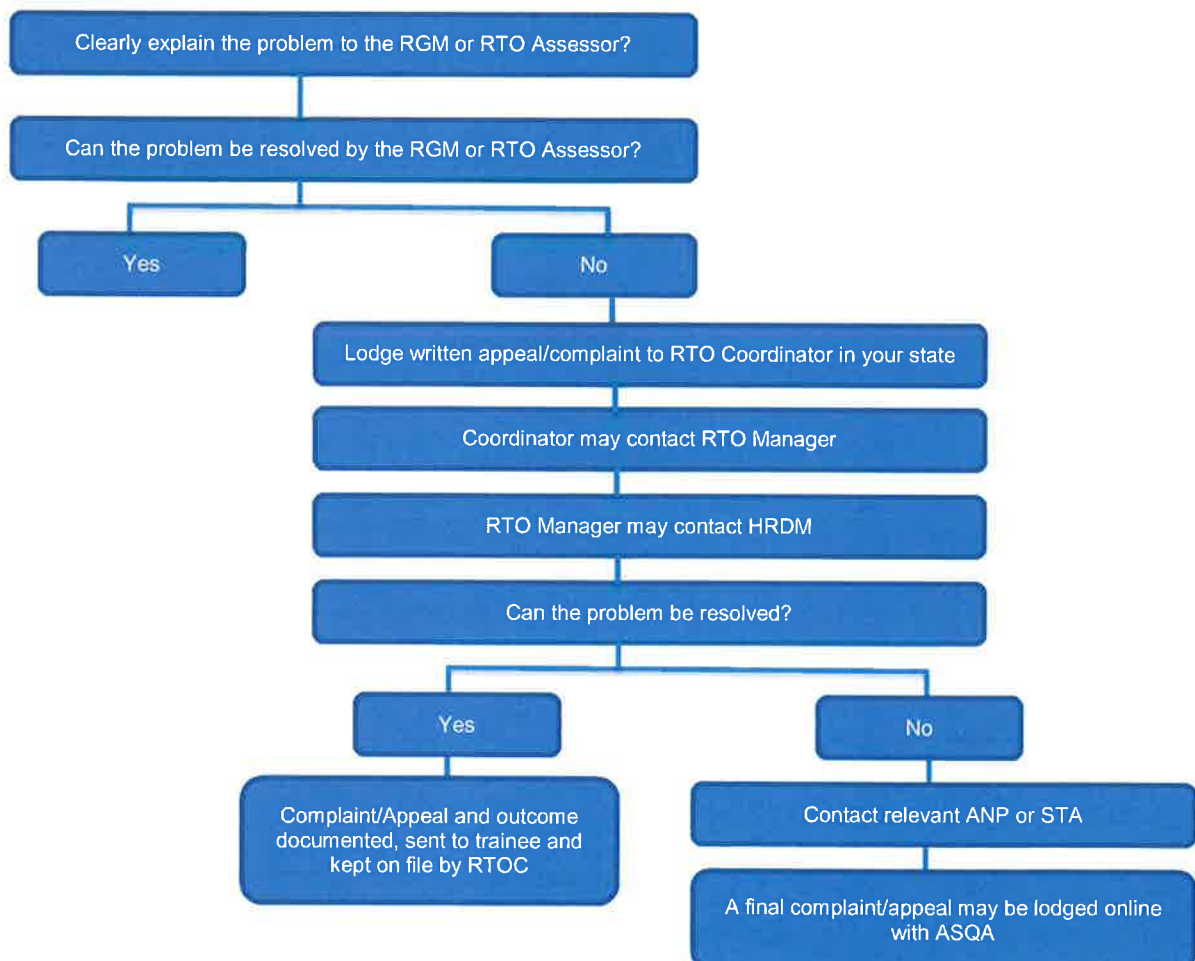 Clearly explain the problem to the RGM or RTO Assessor?
Can the problem be resolved by the RGM or RTO Assessor?
Yes
No
Lodge written appeal/complaint to RTO Coordinator in your state
Coordinator may contact RTO Manager
RTO Manager may contact HRDM
Can the problem be resolved?
Yes
No
Complaint/Appeal and outcome
documented, sent to trainee and
kept on file by RTOC
Contact relevant ANP or STA
A final complaint/appeal may be lodged online
with ASQA